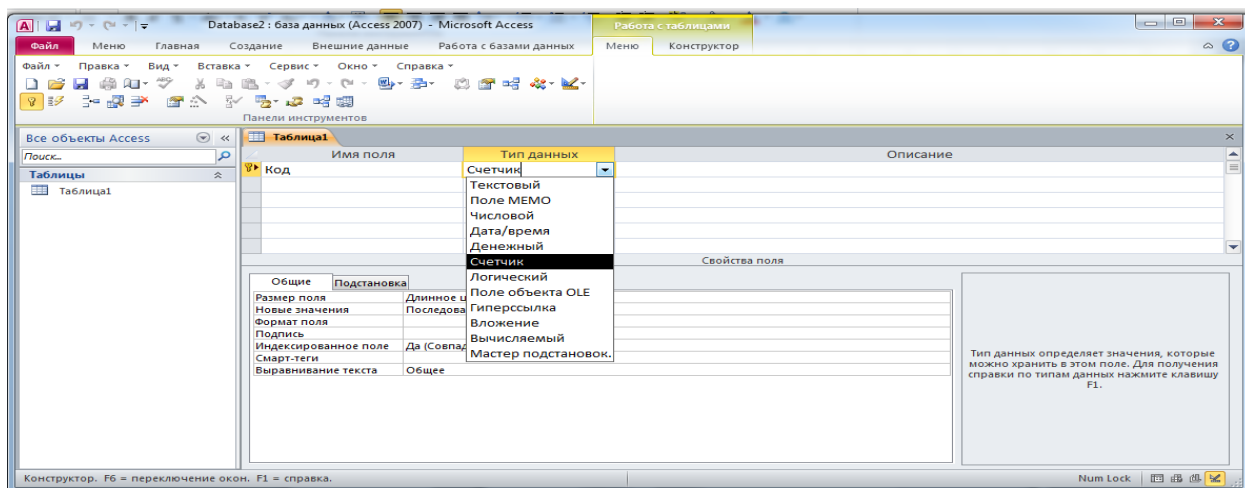 Database2 : база данных (Access 2007) - Microsoft Access
Работа с таблицами
Файл Меню Главная Создание Внешние данные Работа с базами данных Меню Конструктор
Файл Правка Вид Вставка Сервис Окно Справка
Панели инструментов
Все объекты Access
Таблица1
Поиск...
Имя поля Тип данных Описание
Таблицы
Код Счетчик
Таблица1
Текстовый
Поле МЕМО
Числовой
Дата/время
Денежный
Счетчик
Логический
Поле объекта OLE
Гиперссылка
Вложение
Вычисляемый
Мастер подстановок.
Свойства поля
Общие Подстановка
Размер поля Длинное ц
Новые значения Последова
Формат поля
Подпись
Индексированное поле Да (Совпад
Смарт-теги
Выравнивание текста Общее
Тип данных определяет значения, которые
можно хранить в этом поле. Для получения
справки по типам данных нажмите клавишу
F1.
Конструктор. F6 = переключение окон. F1 = справка.
Num Lock